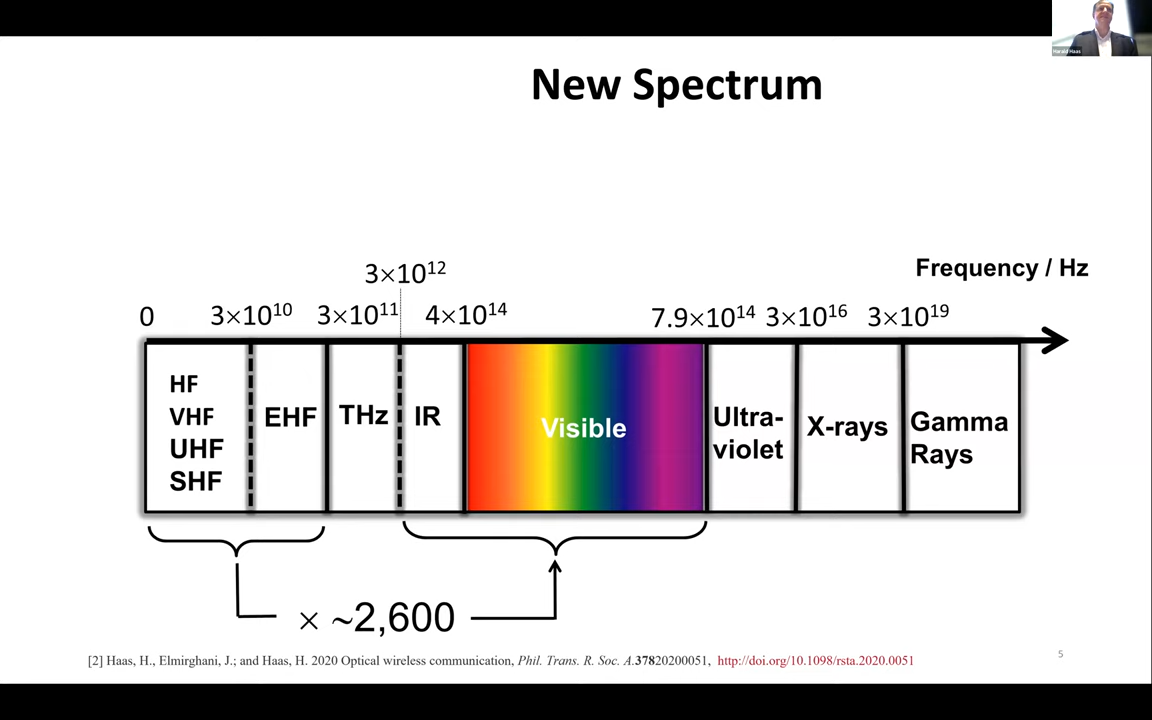 Harald Haas
New Spectrum
Frequency / Hz
3×10¹²
0 3×10¹⁰ 3×10¹¹ 4×10¹⁴ 7.9×10¹⁴ 3×10¹⁶ 3×10¹⁹
HF
VHF
UHF
SHF
EHF
THz
IR
Visible
Ultra-
violet
X-rays
Gamma
Rays
× ~2,600
[2] Haas, H., Elmirghani, J.; and Haas, H. 2020 Optical wireless communication, Phil. Trans. R. Soc. A.37820200051, http://doi.org/10.1098/rsta.2020.0051
5